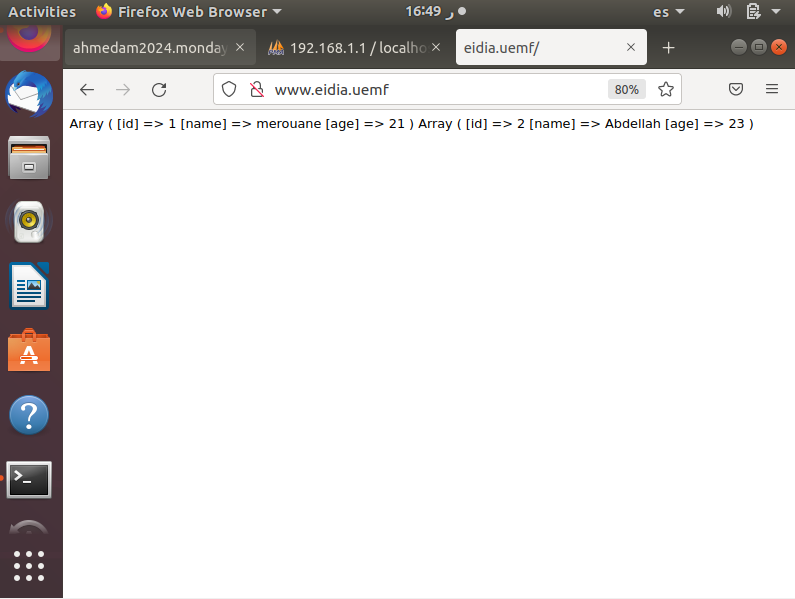 Activities Firefox Web Browser 16:49 ر es
ahmedam2024.monday 192.168.1.1 / localho eidia.uemf/
www.eidia.uemf 80%
Array ( [id] => 1 [name] => merouane [age] => 21 ) Array ( [id] => 2 [name] => Abdellah [age] => 23 )